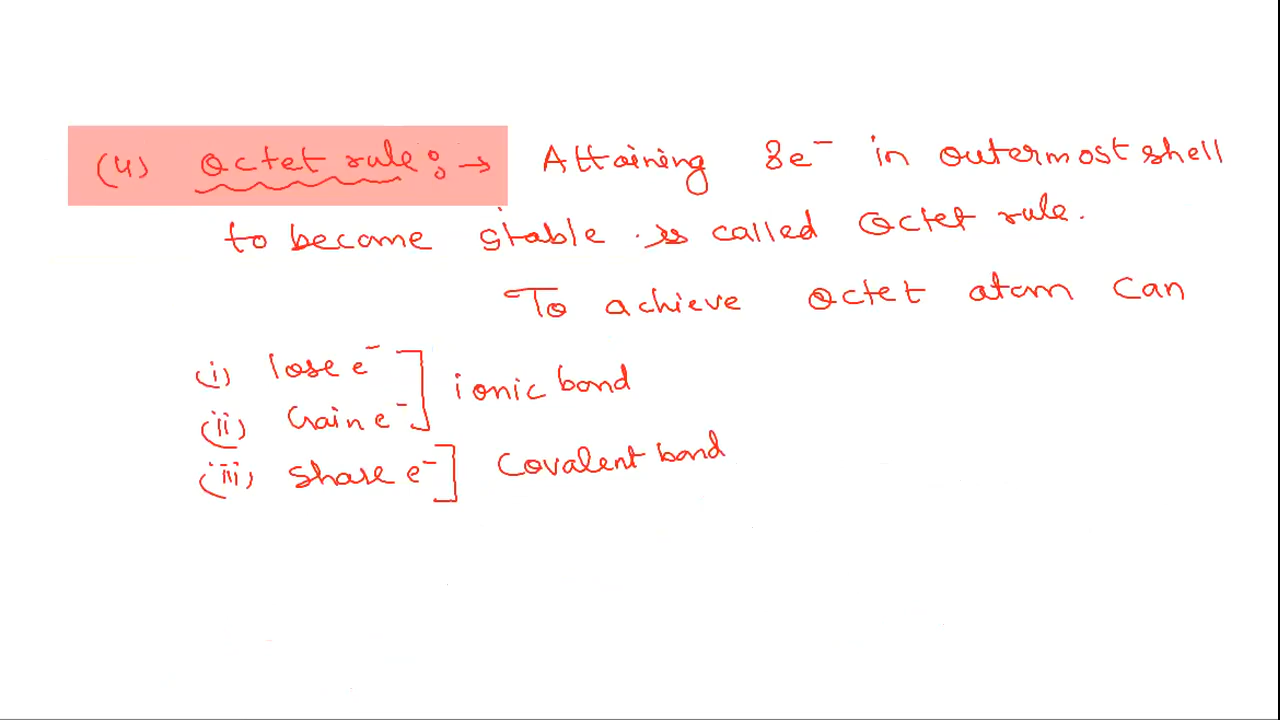 (4) Octet rule :→ Attaining 8e⁻ in outermost shell
to become stable is called Octet rule.
To achieve octet atom can
(i) lose e⁻
ionic bond
(ii) Gain e⁻
(iii) share e⁻] Covalent bond